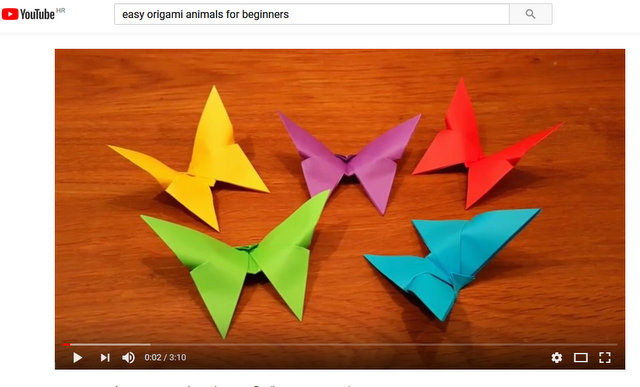 YouTube HR
easy origami animals for beginners
0:02 / 3:10